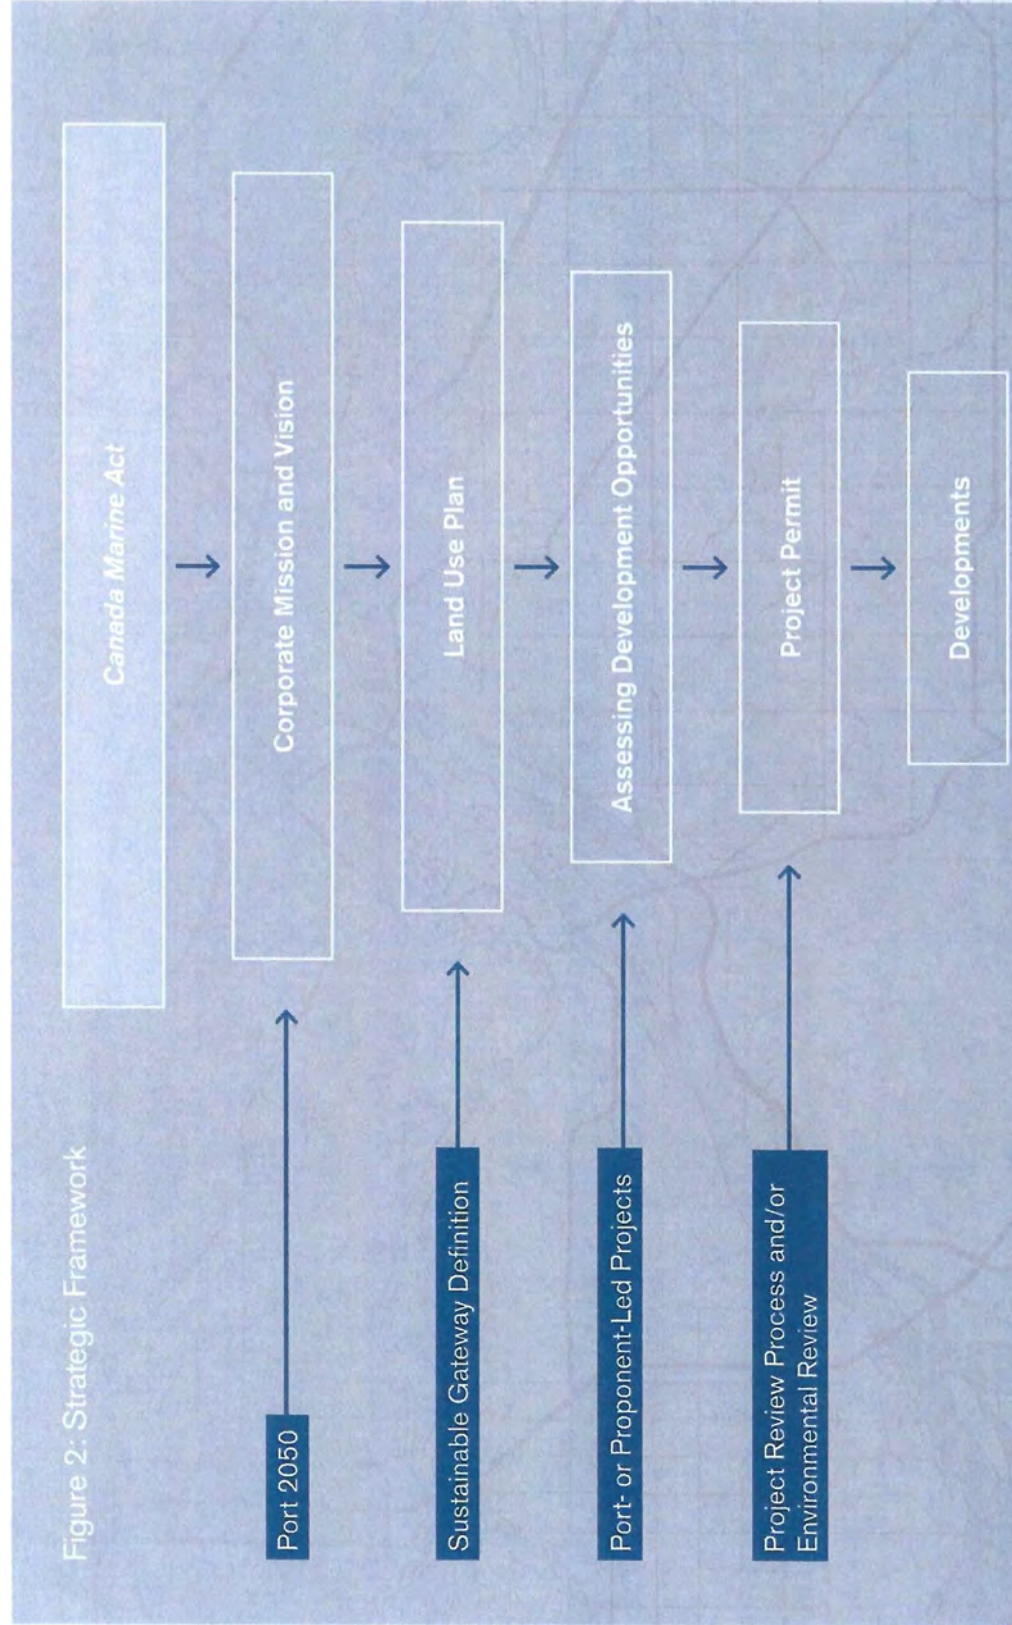 Figure 2: Strategic Framework
Canada Marine Act
Port 2050
Corporate Mission and Vision
Sustainable Gateway Definition
Land Use Plan
Port- or Proponent-Led Projects
Assessing Development Opportunities
Project Review Process and/or
Environmental Review
Project Permit
Developments